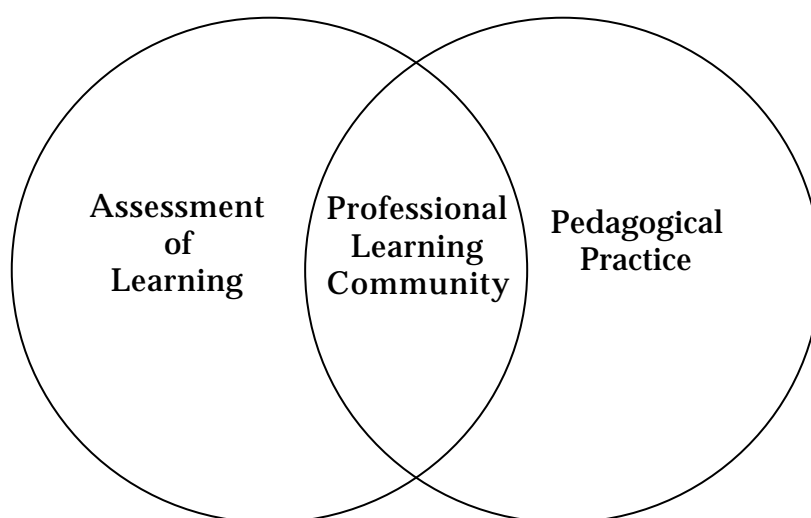 Assessment
of
Learning
Professional
Learning
Community
Pedagogical
Practice